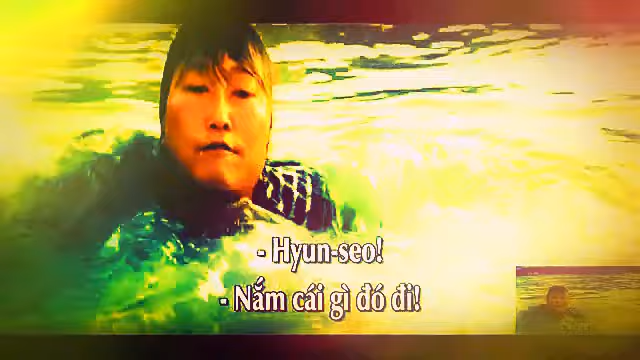 - Hyun-seo!
- Nắm cái gì đó đi!